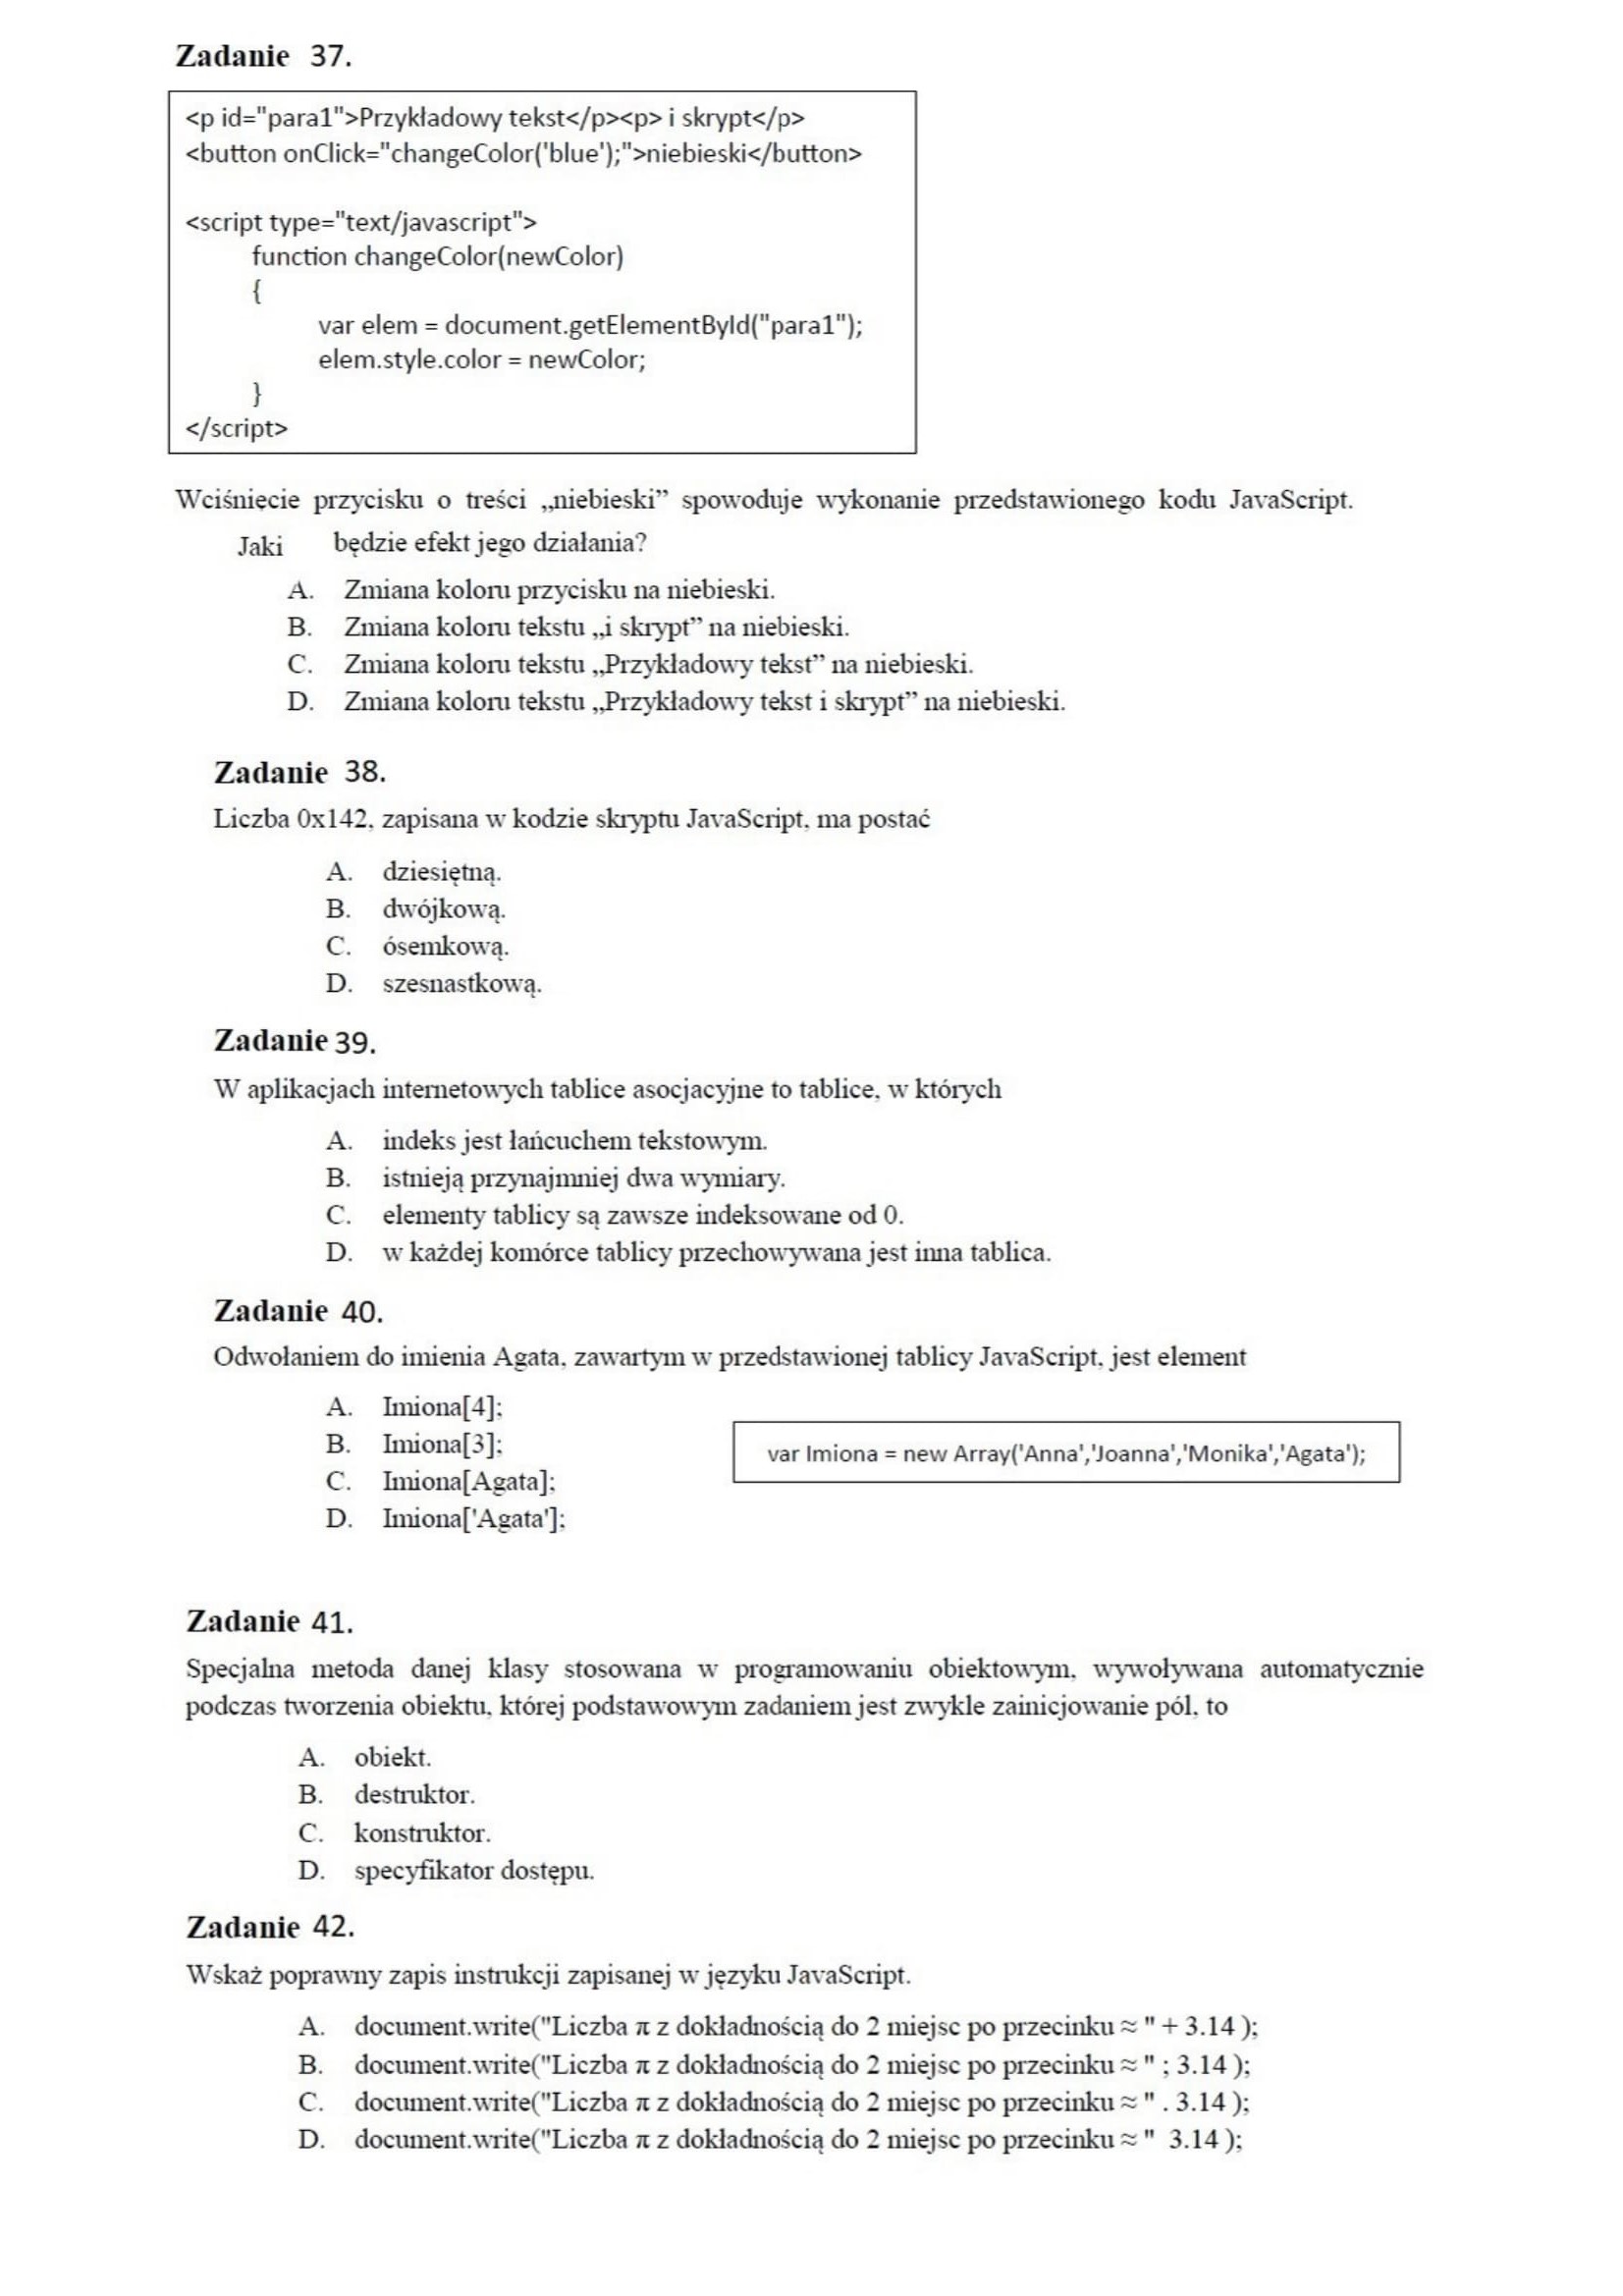 Zadanie 37.
<p id="para1">Przykładowy tekst</p><p> i skrypt</p>
<button onClick="changeColor('blue');">niebieski</button>
<script type="text/javascript">
function changeColor(newColor)
{
var elem = document.getElementById("para1");
elem.style.color = newColor;
}
</script>
Wciśnięcie przycisku o treści „niebieski” spowoduje wykonanie przedstawionego kodu JavaScript.
Jaki będzie efekt jego działania?
A. Zmiana koloru przycisku na niebieski.
B. Zmiana koloru tekstu „i skrypt” na niebieski.
C. Zmiana koloru tekstu „Przykładowy tekst” na niebieski.
D. Zmiana koloru tekstu „Przykładowy tekst i skrypt” na niebieski.
Zadanie 38.
Liczba 0x142, zapisana w kodzie skryptu JavaScript, ma postać
A. dziesiętną.
B. dwójkową.
C. ósemkową.
D. szesnastkową.
Zadanie 39.
W aplikacjach internetowych tablice asocjacyjne to tablice, w których
A. indeks jest łańcuchem tekstowym.
B. istnieją przynajmniej dwa wymiary.
C. elementy tablicy są zawsze indeksowane od 0.
D. w każdej komórce tablicy przechowywana jest inna tablica.
Zadanie 40.
Odwołaniem do imienia Agata, zawartym w przedstawionej tablicy JavaScript, jest element
A. Imiona[4];
B. Imiona[3];
C. Imiona[Agata];
D. Imiona['Agata'];
var Imiona = new Array('Anna','Joanna','Monika','Agata');
Zadanie 41.
Specjalna metoda danej klasy stosowana w programowaniu obiektowym, wywoływana automatycznie
podczas tworzenia obiektu, której podstawowym zadaniem jest zwykle zainicjowanie pól, to
A. obiekt.
B. destruktor.
C. konstruktor.
D. specyfikator dostępu.
Zadanie 42.
Wskaż poprawny zapis instrukcji zapisanej w języku JavaScript.
A. document.write("Liczba π z dokładnością do 2 miejsc po przecinku ≈ " + 3.14 );
B. document.write("Liczba π z dokładnością do 2 miejsc po przecinku ≈ " ; 3.14 );
C. document.write("Liczba π z dokładnością do 2 miejsc po przecinku ≈ " . 3.14 );
D. document.write("Liczba π z dokładnością do 2 miejsc po przecinku ≈ " 3.14 );